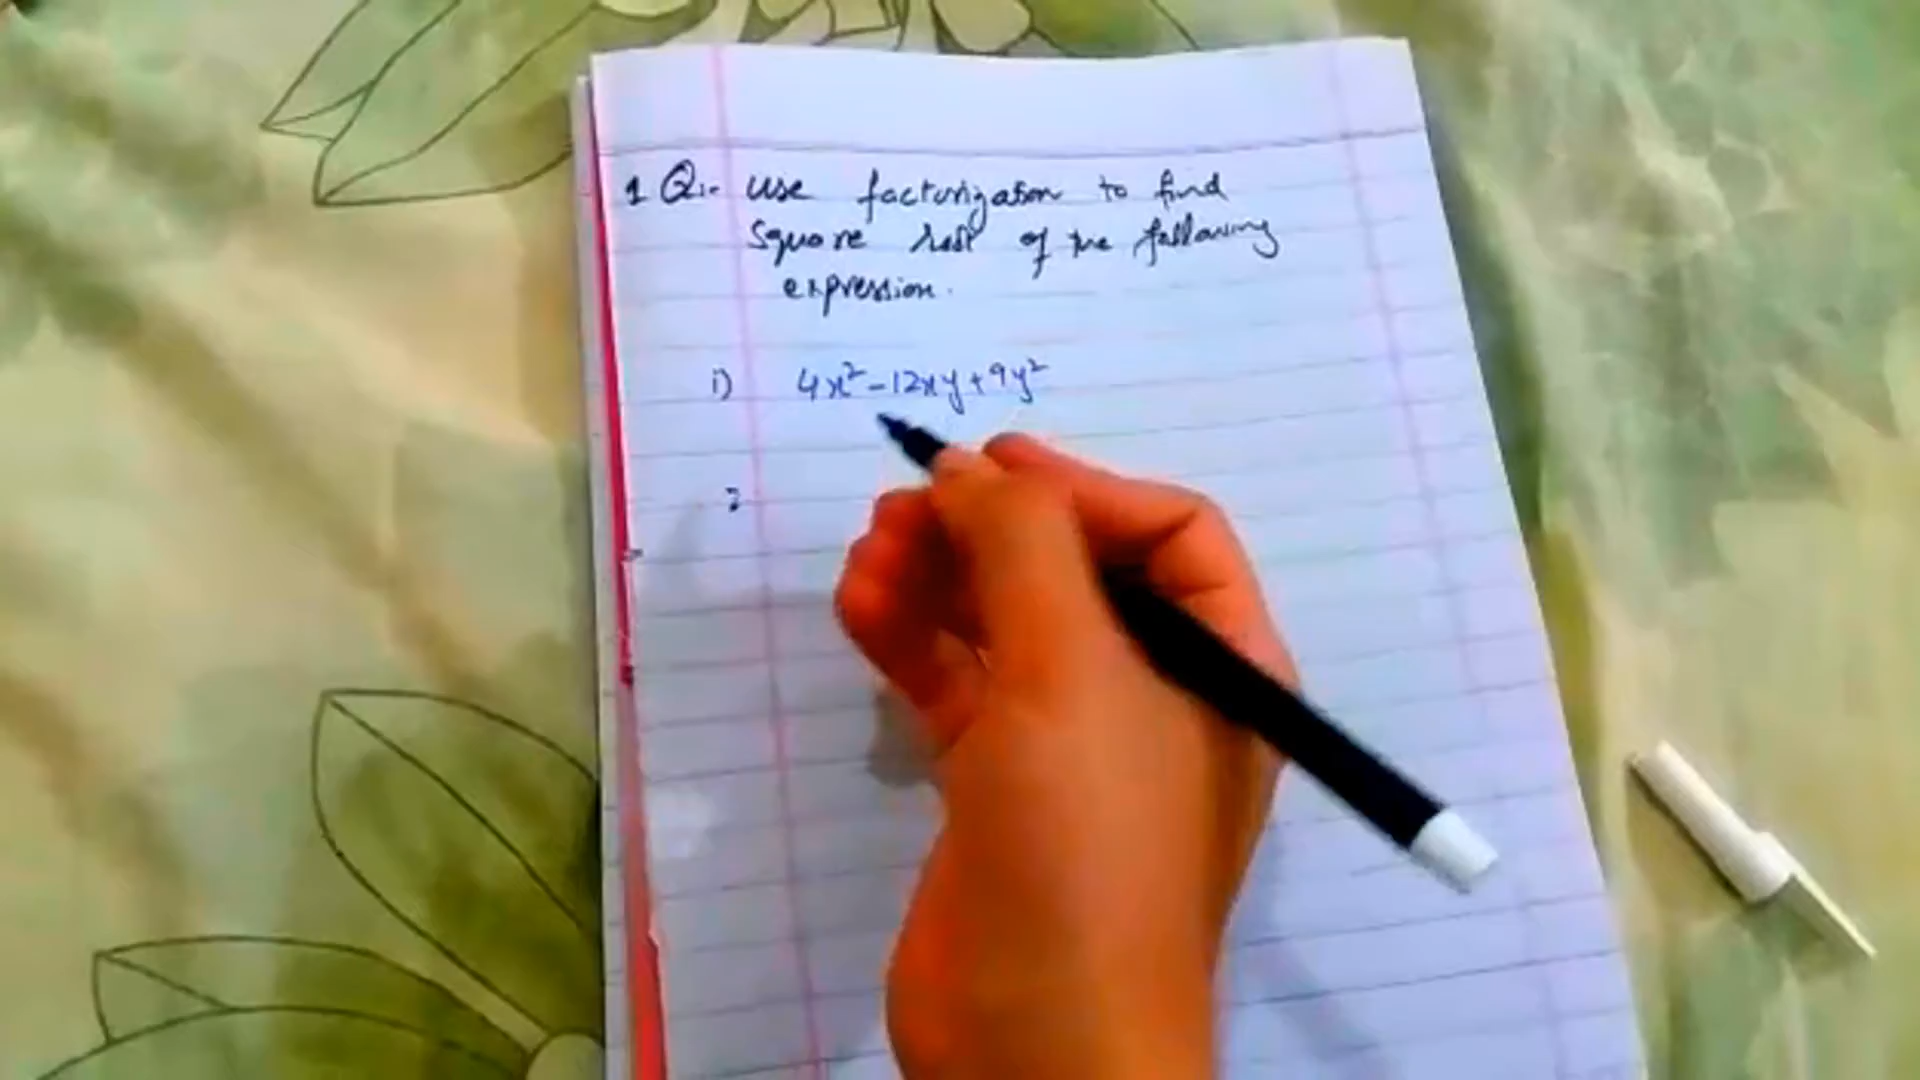 1 Q:- use factorization to find
square root of the following
expression.
i) 4x²-12xy+9y²